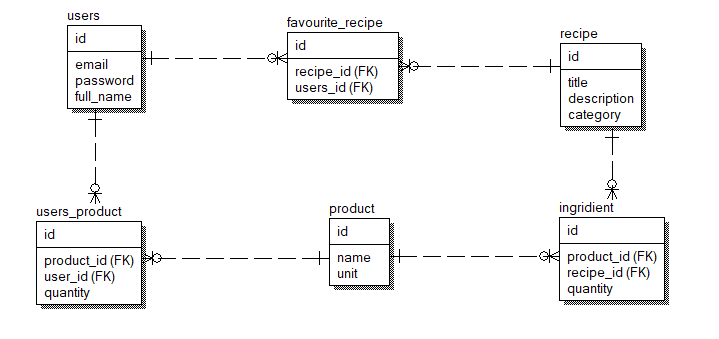 users
id
email
password
full_name
favourite_recipe
id
recipe_id (FK)
users_id (FK)
recipe
id
title
description
category
users_product
id
product_id (FK)
user_id (FK)
quantity
product
id
name
unit
ingridient
id
product_id (FK)
recipe_id (FK)
quantity